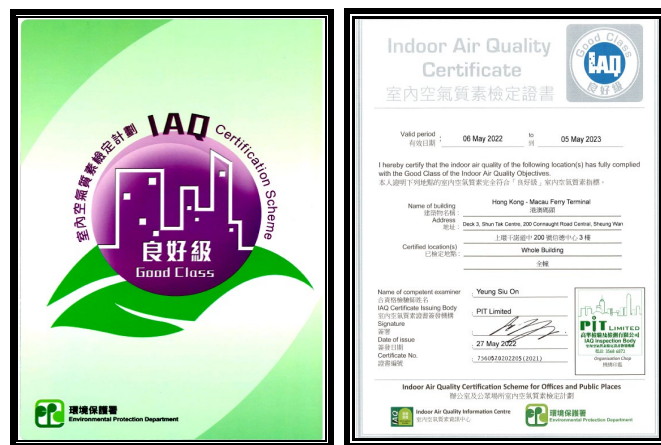 室內空氣質素檢定計劃 IAQ Certification Scheme
良好級
Good Class
環境保護署
Environmental Protection Department
Indoor Air Quality
Certificate
室內空氣質素檢定證書
Good Class
IAQ
良好級
Valid period
有效日期 :
06 May 2022
to
到
05 May 2023
I hereby certify that the indoor air quality of the following location(s) has fully complied
with the Good Class of the Indoor Air Quality Objectives.
本人證明下列地點的室內空氣質素完全符合「良好級」室內空氣質素指標。
Name of building
建築物名稱 :
Hong Kong - Macau Ferry Terminal
港澳碼頭
Address
地址 :
Deck 3, Shun Tak Centre, 200 Connaught Road Central, Sheung Wan
上環干諾道中 200 號信德中心 3 樓
Certified location(s)
已檢定地點 :
Whole Building
全幢
Name of competent examiner
合資格檢驗師姓名
Yeung Siu On
IAQ Certificate Issuing Body
室內空氣質素證書簽發機構
PIT Limited
Signature
簽署
Date of issue
簽發日期
27 May 2022
Certificate No.
證書編號
PIT LIMITED
IAQ Inspection Body
Organisation Chop
機構印鑑
Indoor Air Quality Certification Scheme for Offices and Public Places
辦公室及公眾場所室內空氣質素檢定計劃
IAQ
Indoor Air Quality Information Centre
室內空氣質素資訊中心
環境保護署
Environmental Protection Department